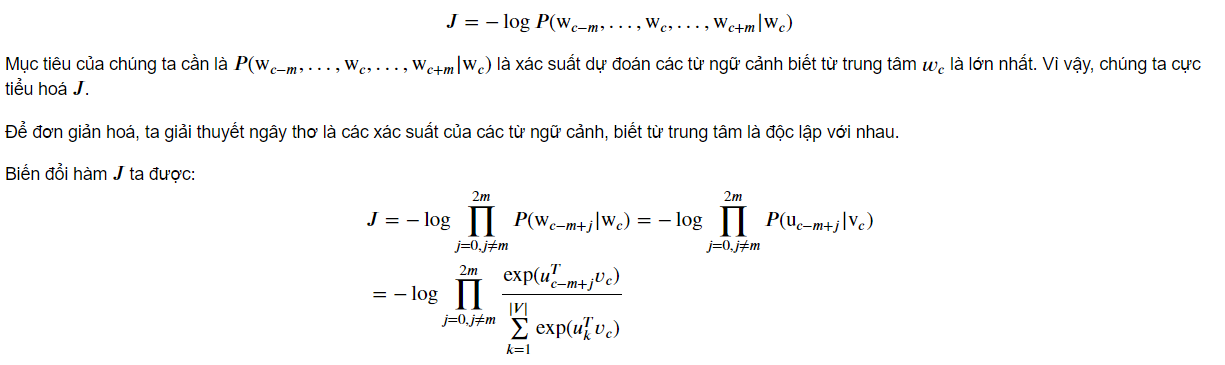 J = − log P(w_{c−m}, . . . , w_c, . . . , w_{c+m}|w_c)
Mục tiêu của chúng ta cần là P(w_{c−m}, . . . , w_c, . . . , w_{c+m}|w_c) là xác suất dự đoán các từ ngữ cảnh biết từ trung tâm w_c là lớn nhất. Vì vậy, chúng ta cực
tiểu hoá J.
Để đơn giản hoá, ta giải thuyết ngây thơ là các xác suất của các từ ngữ cảnh, biết từ trung tâm là độc lập với nhau.
Biến đổi hàm J ta được:
J = − log ∏_{j=0,j≠m}^{2m} P(w_{c−m+j}|w_c) = − log ∏_{j=0,j≠m}^{2m} P(u_{c−m+j}|v_c)
= − log ∏_{j=0,j≠m}^{2m} \frac{exp(u_{c−m+j}^T v_c)}{∑_{k=1}^{|V|} exp(u_k^T v_c)}